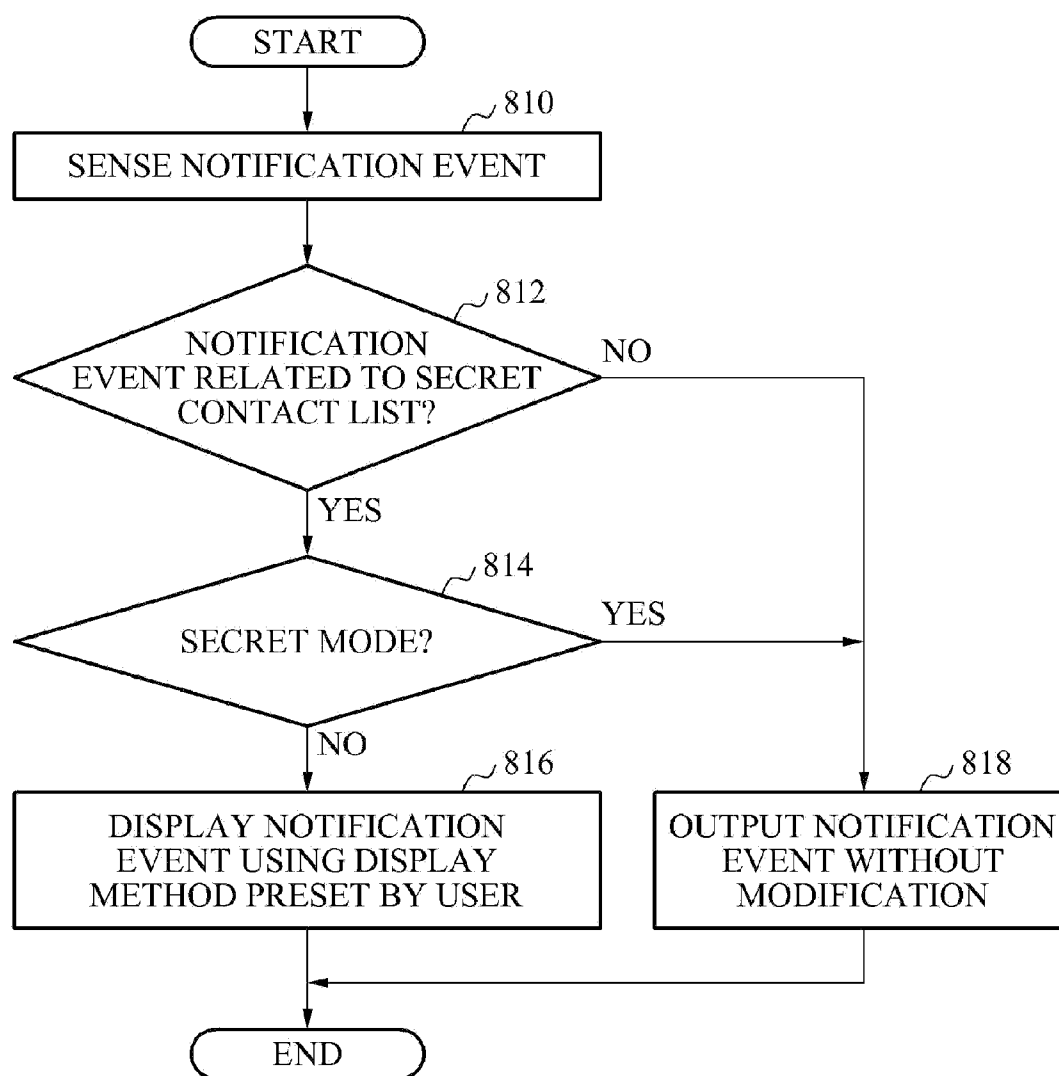 START
810
SENSE NOTIFICATION EVENT
812
NOTIFICATION
EVENT RELATED TO SECRET
CONTACT LIST?
NO
YES
814
SECRET MODE?
YES
NO
816
DISPLAY NOTIFICATION
EVENT USING DISPLAY
METHOD PRESET BY USER
818
OUTPUT NOTIFICATION
EVENT WITHOUT
MODIFICATION
END